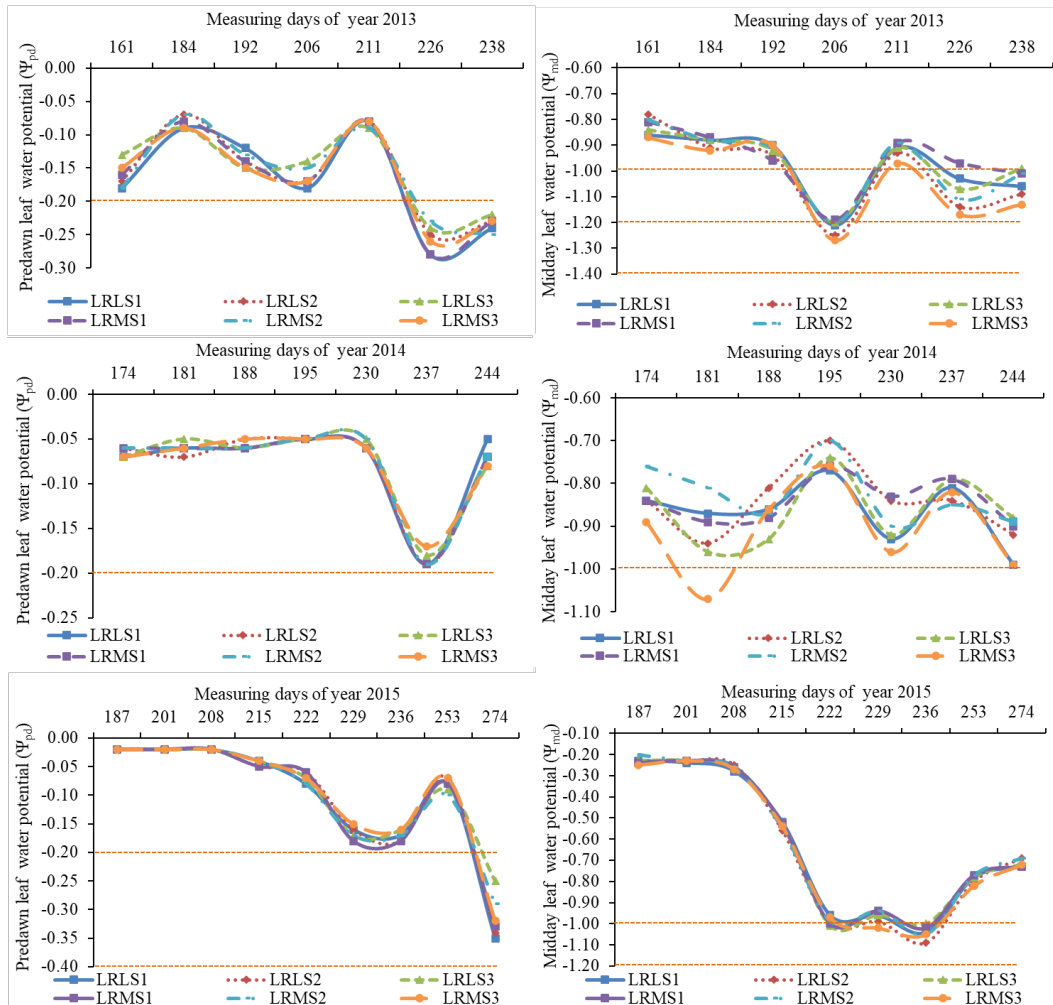 Measuring days of year 2013
161 184 192 206 211 226 238
Predawn leaf water potential (Ψpd)
0.00
-0.05
-0.10
-0.15
-0.20
-0.25
-0.30
LRLS1 LRLS2 LRLS3
LRMS1 LRMS2 LRMS3
Measuring days of year 2013
161 184 192 206 211 226 238
Midday leaf water potential (Ψmd)
-0.60
-0.70
-0.80
-0.90
-1.00
-1.10
-1.20
-1.30
-1.40
LRLS1 LRLS2 LRLS3
LRMS1 LRMS2 LRMS3
Measuring days of year 2014
174 181 188 195 230 237 244
Predawn leaf water potential (Ψpd)
0.00
-0.05
-0.10
-0.15
-0.20
-0.25
LRLS1 LRLS2 LRLS3
LRMS1 LRMS2 LRMS3
Measuring days of year 2014
174 181 188 195 230 237 244
Midday leaf water potential (Ψmd)
-0.60
-0.70
-0.80
-0.90
-1.00
-1.10
LRLS1 LRLS2 LRLS3
LRMS1 LRMS2 LRMS3
Measuring days of year 2015
187 201 208 215 222 229 236 253 274
Predawn leaf water potential (Ψpd)
0.00
-0.05
-0.10
-0.15
-0.20
-0.25
-0.30
-0.35
-0.40
LRLS1 LRLS2 LRLS3
LRMS1 LRMS2 LRMS3
Measuring days of year 2015
187 201 208 215 222 229 236 253 274
Midday leaf water potential (Ψmd)
-0.10
-0.20
-0.30
-0.40
-0.50
-0.60
-0.70
-0.80
-0.90
-1.00
-1.10
-1.20
LRLS1 LRLS2 LRLS3
LRMS1 LRMS2 LRMS3